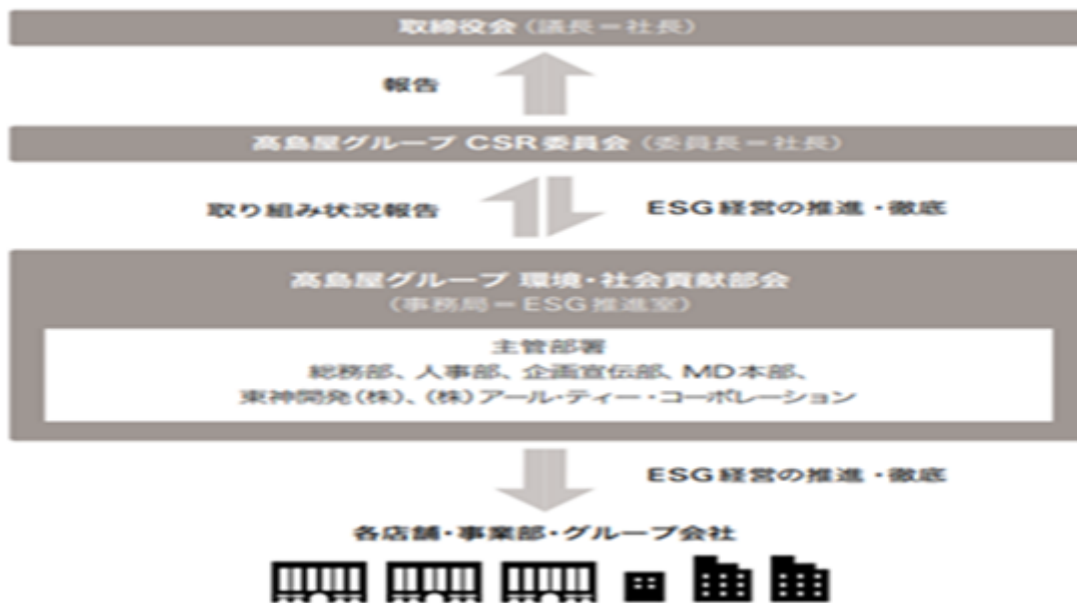 取締役会(議長=社長)
報告
髙島屋グループ CSR委員会(委員長=社長)
取り組み状況報告
ESG経営の推進・徹底
髙島屋グループ 環境・社会貢献部会
(事務局=ESG推進室)
主管部署
総務部、人事部、企画宣伝部、MD本部、
東神開発(株)、(株)アール・ティー・コーポレーション
ESG経営の推進・徹底
各店舗・事業部・グループ会社